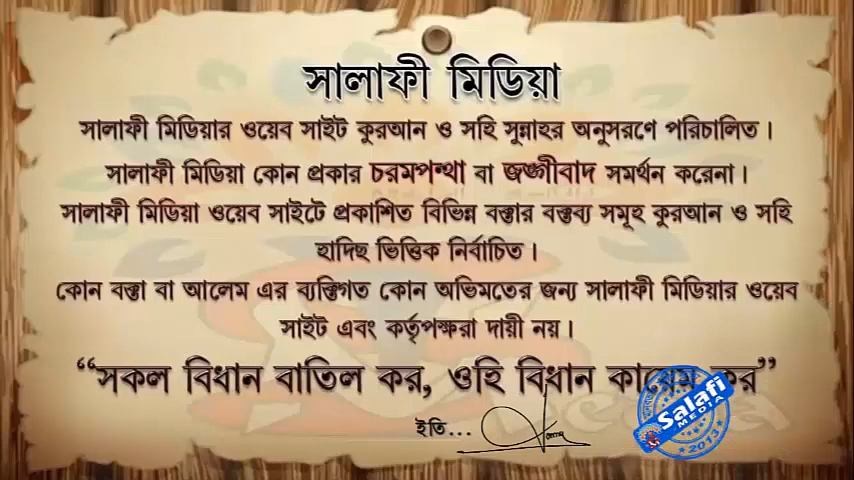 সালাফী মিডিয়া
সালাফী মিডিয়ার ওয়েব সাইট কুরআন ও সহি সুন্নাহর অনুসরণে পরিচালিত।
সালাফী মিডিয়া কোন প্রকার চরমপন্থা বা জঙ্গীবাদ সমর্থন করেনা।
সালাফী মিডিয়া ওয়েব সাইটে প্রকাশিত বিভিন্ন বক্তার বক্তব্য সমূহ কুরআন ও সহি
হাদিছ ভিত্তিক নির্বাচিত।
কোন বক্তা বা আলেম এর ব্যক্তিগত কোন অভিমতের জন্য সালাফী মিডিয়ার ওয়েব
সাইট এবং কর্তৃপক্ষরা দায়ী নয়।
“সকল বিধান বাতিল কর, ওহি বিধান কায়েম কর”
ইতি...
Salafi
MEDIA
2013